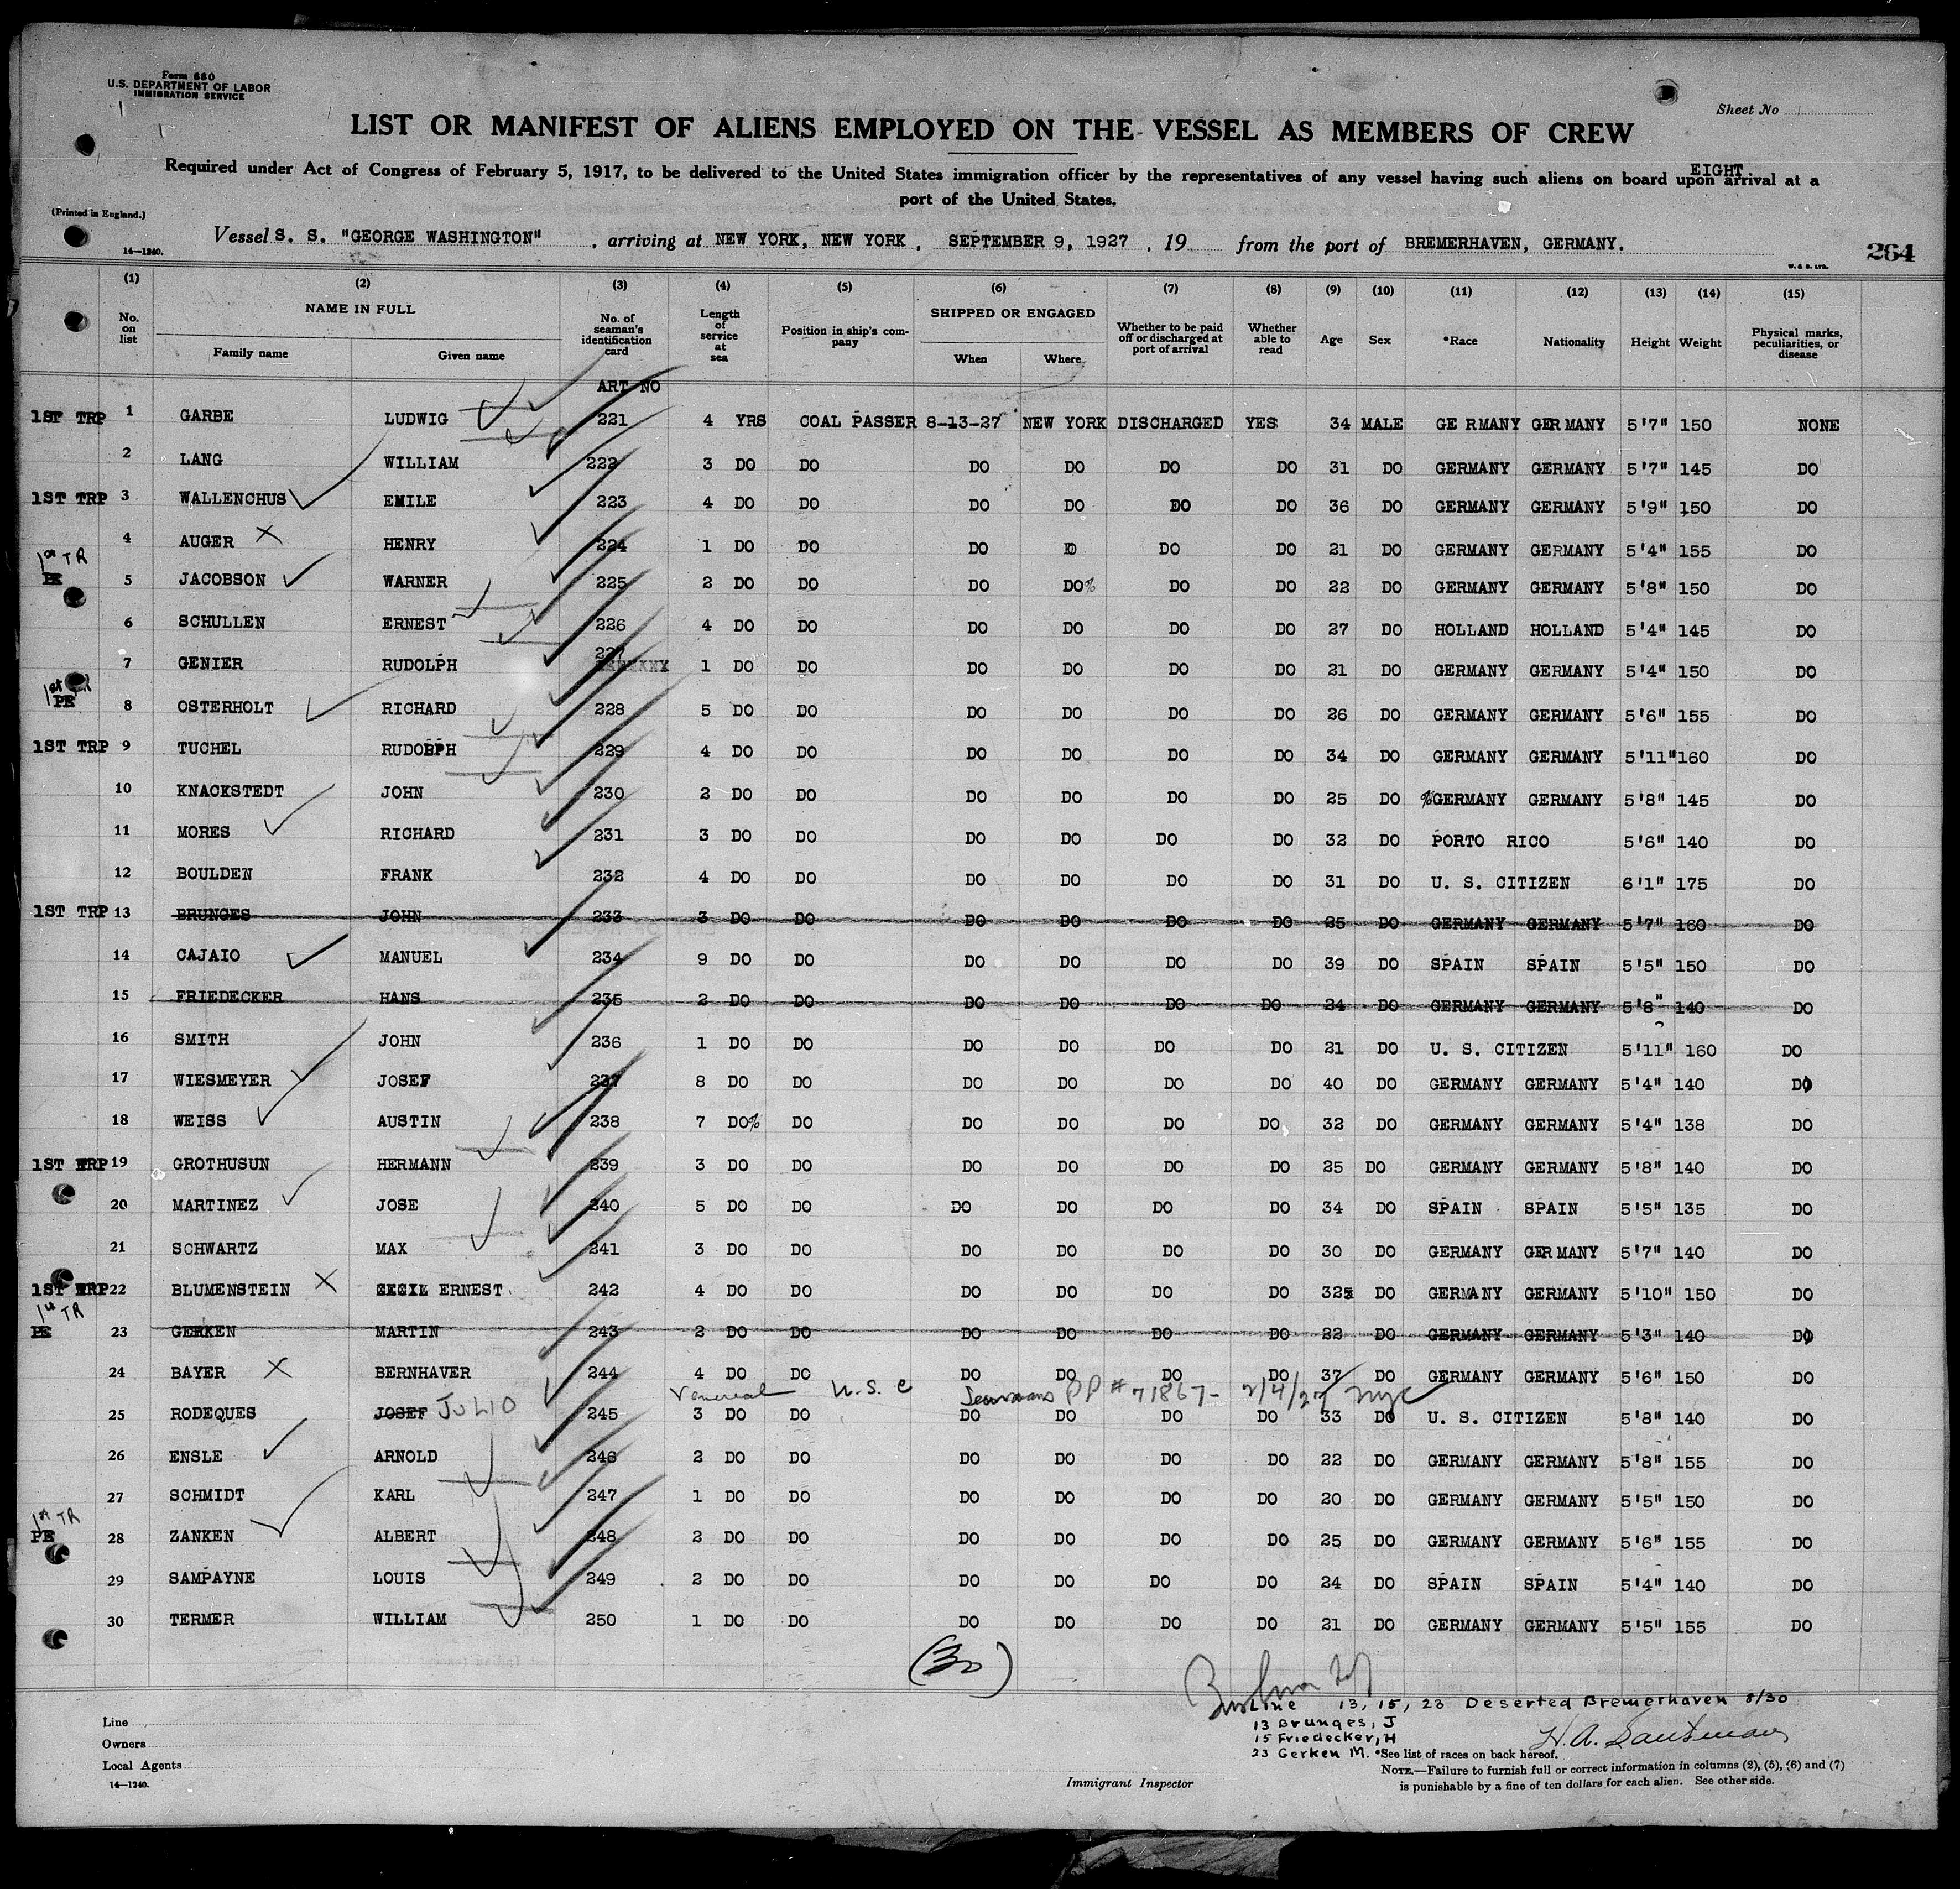 Form 680
U.S. DEPARTMENT OF LABOR
IMMIGRATION SERVICE
Sheet No
LIST OR MANIFEST OF ALIENS EMPLOYED ON THE VESSEL AS MEMBERS OF CREW
EIGHT
Required under Act of Congress of February 5, 1917, to be delivered to the United States immigration officer by the representatives of any vessel having such aliens on board upon arrival at a
port of the United States.
(Printed in England.)
Vessel S. S. "GEORGE WASHINGTON", arriving at NEW YORK, NEW YORK, SEPTEMBER 9, 1927, 19 from the port of BREMERHAVEN, GERMANY.
14—1240.
W. & S. LTD.
264
(1) (2) (3) (4) (5) (6) (7) (8) (9) (10) (11) (12) (13) (14) (15)
No. on list NAME IN FULL Family name Given name No. of seaman's identification card Length of service at sea Position in ship's company SHIPPED OR ENGAGED When Where Whether to be paid off or discharged at port of arrival Whether able to read Age Sex *Race Nationality Height Weight Physical marks, peculiarities, or disease
ART NO
1ST TRP 1 GARBE LUDWIG 221 4 YRS COAL PASSER 8-13-27 NEW YORK DISCHARGED YES 34 MALE GE RMANY GER MANY 5'7" 150 NONE
2 LANG WILLIAM 222 3 DO DO DO DO DO DO 31 DO GERMANY GERMANY 5'7" 145 DO
1ST TRP 3 WALLENCHUS EMILE 223 4 DO DO DO DO DO DO 36 DO GERMANY GERMANY 5'9" 150 DO
4 AUGER X HENRY 224 1 DO DO DO DO DO DO 21 DO GERMANY GERMANY 5'4" 155 DO
1st TR
5 JACOBSON WARNER 225 2 DO DO DO DO% DO DO 22 DO GERMANY GERMANY 5'8" 150 DO
6 SCHULLEN ERNEST 226 4 DO DO DO DO DO DO 27 DO HOLLAND HOLLAND 5'4" 145 DO
7 GENIER RUDOLPH 227 1 DO DO DO DO DO DO 21 DO GERMANY GERMANY 5'4" 150 DO
1st TR
PE 8 OSTERHOLT RICHARD 228 5 DO DO DO DO DO DO 26 DO GERMANY GERMANY 5'6" 155 DO
1ST TRP 9 TUCHEL RUDOLPH 229 4 DO DO DO DO DO DO 34 DO GERMANY GERMANY 5'11" 160 DO
10 KNACKSTEDT JOHN 230 2 DO DO DO DO DO DO 25 DO %GERMANY GERMANY 5'8" 145 DO
11 MORES RICHARD 231 3 DO DO DO DO DO DO 32 DO PORTO RICO 5'6" 140 DO
12 BOULDEN FRANK 232 4 DO DO DO DO DO DO 31 DO U. S. CITIZEN 6'1" 175 DO
1ST TRP 13 BRUNGES JOHN 233 3 DO DO DO DO DO DO 25 DO GERMANY GERMANY 5'7" 160 DO
14 CAJAIO MANUEL 234 9 DO DO DO DO DO DO 39 DO SPAIN SPAIN 5'5" 150 DO
15 FRIEDECKER HANS 235 2 DO DO DO DO DO DO 24 DO GERMANY GERMANY 5'8" 140 DO
16 SMITH JOHN 236 1 DO DO DO DO DO DO 21 DO U. S. CITIZEN 5'11" 160 DO
17 WIESMEYER JOSEF 237 8 DO DO DO DO DO DO 40 DO GERMANY GERMANY 5'4" 140 DO
18 WEISS AUSTIN 238 7 DO% DO DO DO DO DO 32 DO GERMANY GERMANY 5'4" 138 DO
1ST TRP 19 GROTHUSUN HERMANN 239 3 DO DO DO DO DO DO 25 DO GERMANY GERMANY 5'8" 140 DO
20 MARTINEZ JOSE 240 5 DO DO DO DO DO DO 34 DO SPAIN SPAIN 5'5" 135 DO
21 SCHWARTZ MAX 241 3 DO DO DO DO DO DO 30 DO GERMANY GER MANY 5'7" 140 DO
1ST TRP 22 BLUMENSTEIN X CECIL ERNEST 242 4 DO DO DO DO DO DO 32 DO GERMANY GERMANY 5'10" 150 DO
1st TR
23 GERKEN MARTIN 243 2 DO DO DO DO DO DO 22 DO GERMANY GERMANY 5'3" 140 DO
24 BAYER X BERNHAVER 244 4 DO DO DO DO DO DO 37 DO GERMANY GERMANY 5'6" 150 DO
Venereal U.S.C Seamans PP # 71867- 2/4/27 nyc
25 RODEQUES JOSEF JULIO 245 3 DO DO DO DO DO DO 33 DO U. S. CITIZEN 5'8" 140 DO
26 ENSLE ARNOLD 246 2 DO DO DO DO DO DO 22 DO GERMANY GERMANY 5'8" 155 DO
27 SCHMIDT KARL 247 1 DO DO DO DO DO DO 20 DO GERMANY GERMANY 5'5" 150 DO
1st TR
28 ZANKEN ALBERT 248 2 DO DO DO DO DO DO 25 DO GERMANY GERMANY 5'6" 155 DO
29 SAMPAYNE LOUIS 249 2 DO DO DO DO DO DO 24 DO SPAIN SPAIN 5'4" 140 DO
30 TERMER WILLIAM 250 1 DO DO DO DO DO DO 21 DO GERMANY GERMANY 5'5" 155 DO
(30)
Line 13, 15, 23 Deserted Bremerhaven 8/30
13 Brunges, J
15 Friedecker, H
23 Gerken M.
Line
Owners
Local Agents
14—1240.
Immigrant Inspector
*See list of races on back hereof.
NOTE.—Failure to furnish full or correct information in columns (2), (5), (6) and (7)
is punishable by a fine of ten dollars for each alien. See other side.